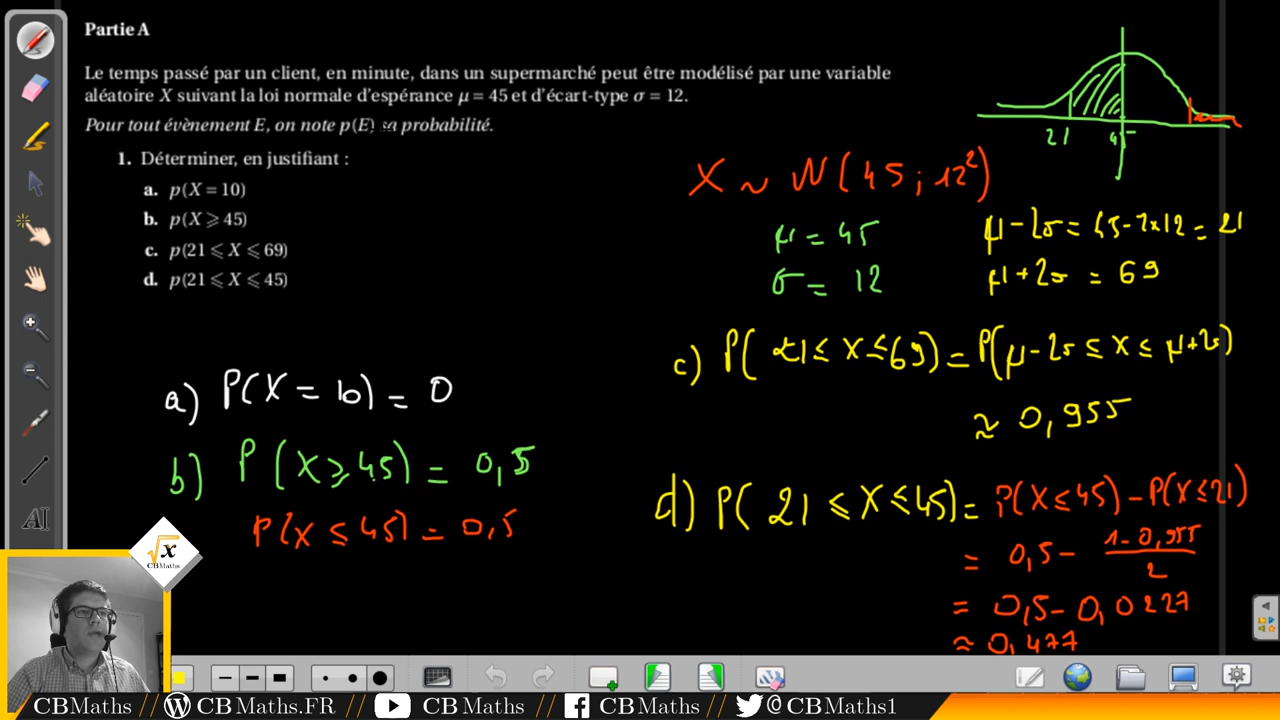 Partie A
Le temps passé par un client, en minute, dans un supermarché peut être modélisé par une variable
aléatoire X suivant la loi normale d'espérance μ = 45 et d'écart-type σ = 12.
Pour tout évènement E, on note p(E) sa probabilité.
1. Déterminer, en justifiant :
a. p(X = 10)
b. p(X ⩾ 45)
c. p(21 ⩽ X ⩽ 69)
d. p(21 ⩽ X ⩽ 45)
21 45
X ~ N(45 ; 12²)
μ = 45
σ = 12
μ-2σ = 45-2×12 = 21
μ+2σ = 69
a) P(X = 10) = 0
b) P(X ⩾ 45) = 0,5
P(X ≤ 45) = 0,5
c) P(21 ≤ X ≤ 69) = P(μ-2σ ≤ X ≤ μ+2σ)
≈ 0,955
d) P(21 ≤ X ≤ 45) = P(X ≤ 45) - P(X ≤ 21)
= 0,5 - (1-0,955)/2
= 0,5 - 0,0227
≈ 0,477
√x
CBMaths
AI
CBMaths
CBMaths.FR
CBMaths
CBMaths
@CBMaths1